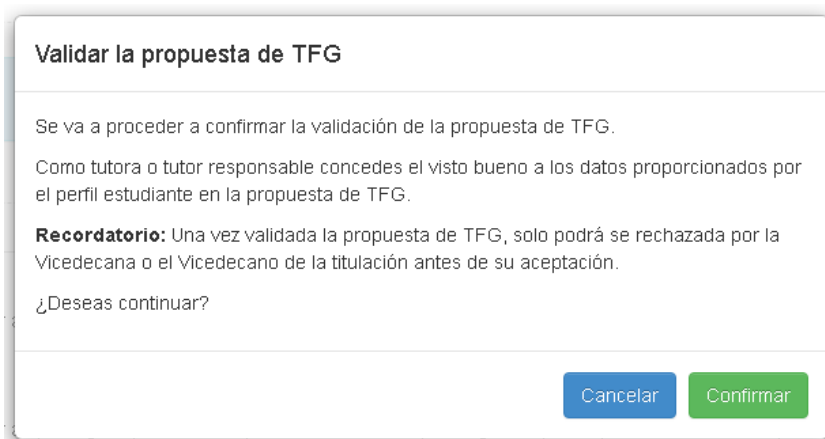 Validar la propuesta de TFG
Se va a proceder a confirmar la validación de la propuesta de TFG.
Como tutora o tutor responsable concedes el visto bueno a los datos proporcionados por
el perfil estudiante en la propuesta de TFG.
Recordatorio: Una vez validada la propuesta de TFG, solo podrá se rechazada por la
Vicedecana o el Vicedecano de la titulación antes de su aceptación.
¿Deseas continuar?
Cancelar Confirmar